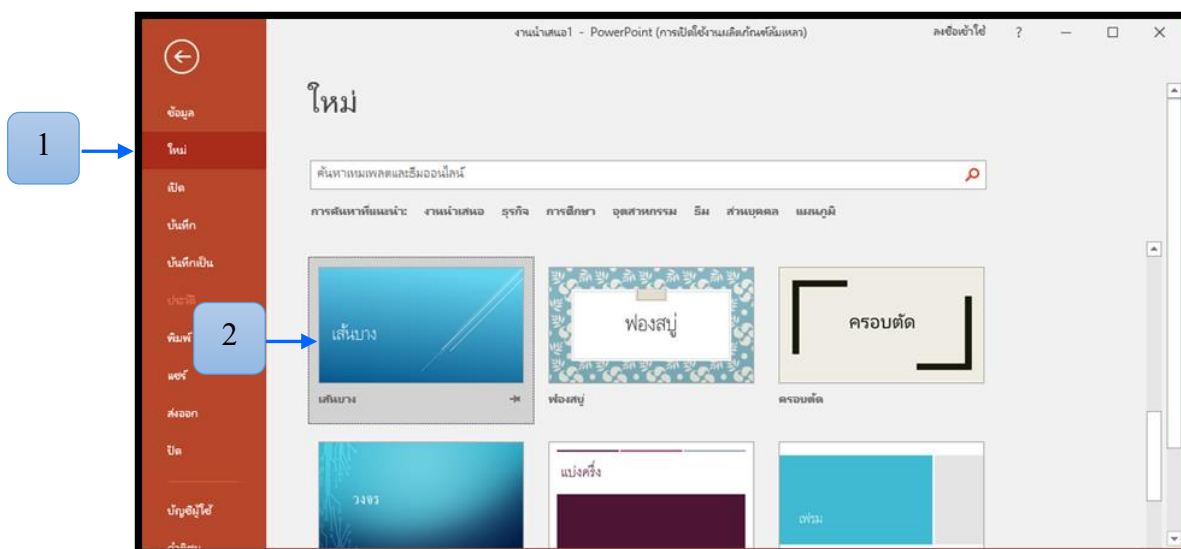 งานนำเสนอ1 - PowerPoint (การเปิดใช้งานผลิตภัณฑ์ล้มเหลว)
ลงชื่อเข้าใช้ ?
ข้อมูล
1
ใหม่
เปิด
บันทึก
บันทึกเป็น
ประวัติ
2
พิมพ์
แชร์
ส่งออก
ปิด
บัญชีผู้ใช้
ใหม่
ค้นหาเทมเพลตและธีมออนไลน์
การค้นหาที่แนะนำ: งานนำเสนอ ธุรกิจ การศึกษา อุตสาหกรรม ธีม ส่วนบุคคล แผนภูมิ
เส้นบาง
ฟองสบู่
ครอบตัด
เส้นบาง
ฟองสบู่
ครอบตัด
วงจร
แบ่งครึ่ง
เฟรม